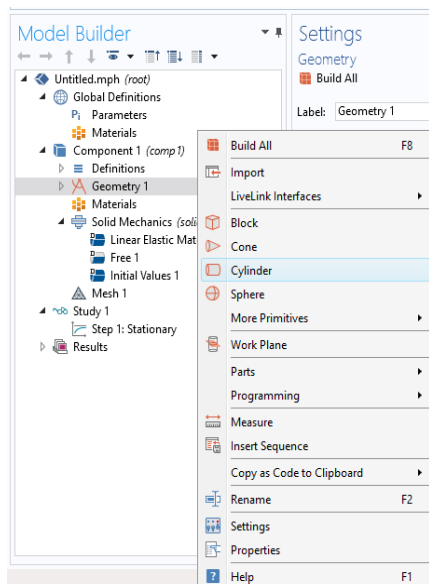 Model Builder
Untitled.mph (root)
Global Definitions
Pi Parameters
Materials
Component 1 (comp1)
Definitions
Geometry 1
Materials
Solid Mechanics (soli
Linear Elastic Mat
Free 1
Initial Values 1
Mesh 1
Study 1
Step 1: Stationary
Results
Settings
Geometry
Build All
Label: Geometry 1
Build All F8
Import
LiveLink Interfaces
Block
Cone
Cylinder
Sphere
More Primitives
Work Plane
Parts
Programming
Measure
Insert Sequence
Copy as Code to Clipboard
Rename F2
Settings
Properties
Help F1